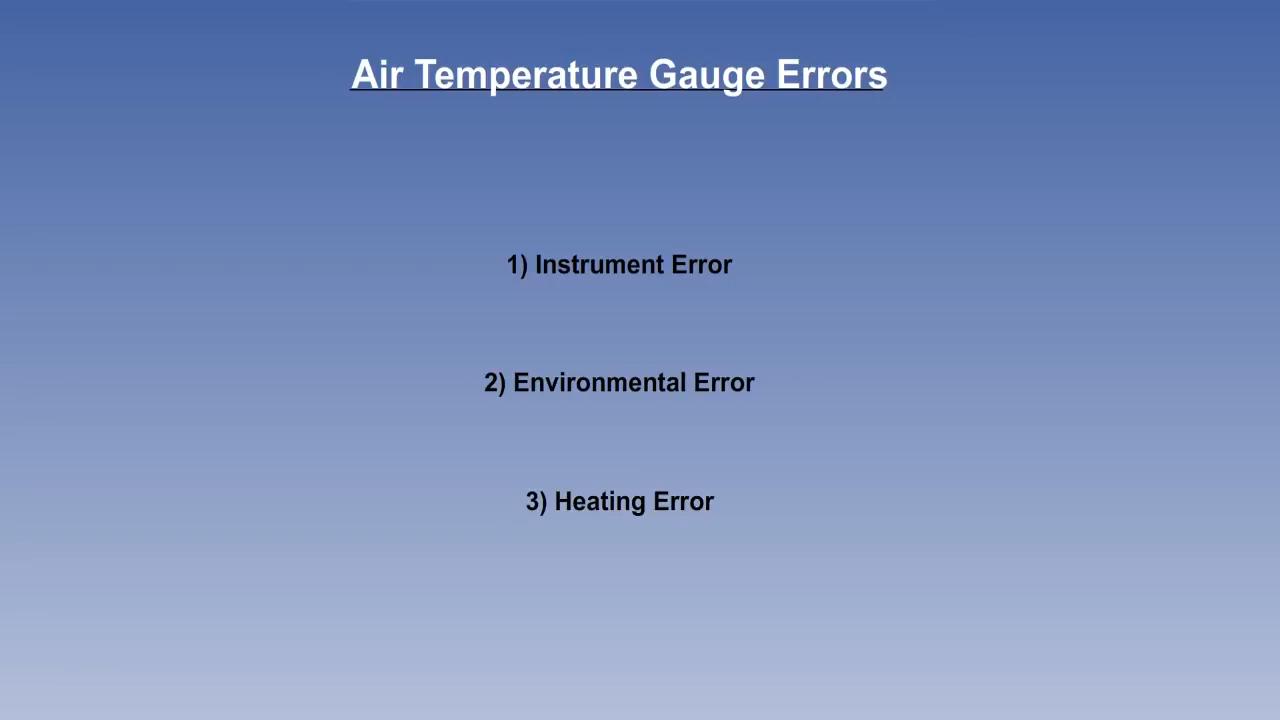 Air Temperature Gauge Errors
1) Instrument Error
2) Environmental Error
3) Heating Error